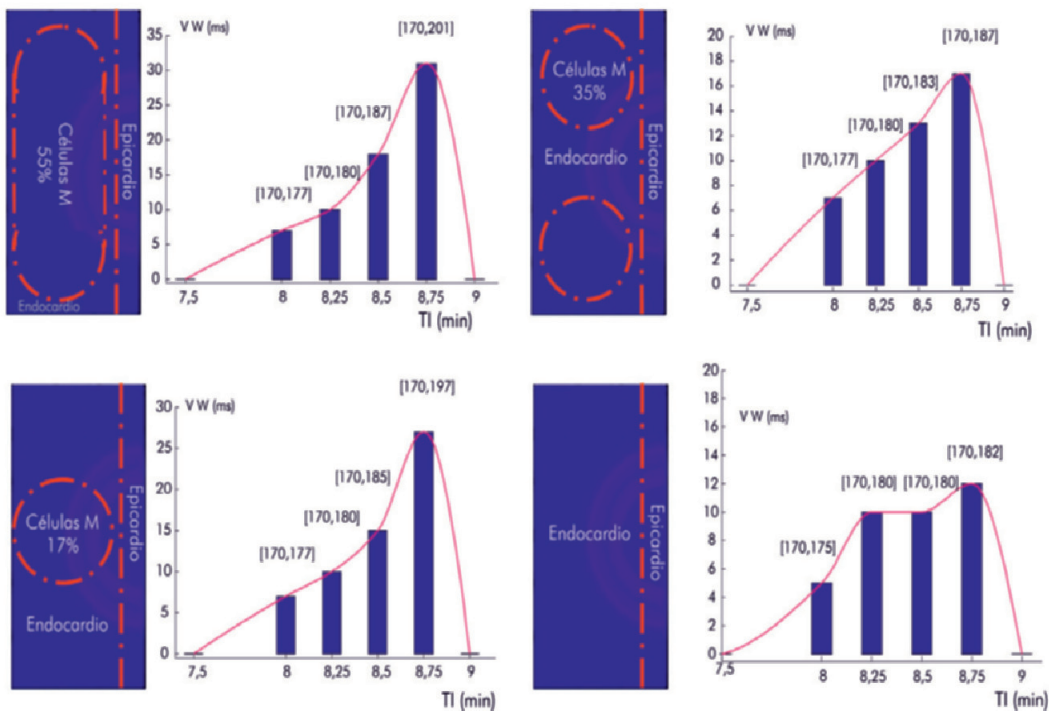 Células M
55%
Epicardio
Endocardio
V W (ms)
[170,201]
[170,187]
[170,180]
[170,177]
35
30
25
20
15
10
5
0
7,5 8 8,25 8,5 8,75 9
TI (min)
Células M
35%
Endocardio
Epicardio
V W (ms)
[170,187]
[170,183]
[170,180]
[170,177]
20
18
16
14
12
10
8
6
4
2
0
7,5 8 8,25 8,5 8,75 9
TI (min)
Células M
17%
Endocardio
Epicardio
V W (ms)
[170,197]
[170,185]
[170,180]
[170,177]
30
25
20
15
10
5
0
7,5 8 8,25 8,5 8,75 9
TI (min)
Endocardio
Epicardio
V W (ms)
[170,182]
[170,180] [170,180]
[170,175]
20
18
16
14
12
10
8
6
4
2
0
7,5 8 8,25 8,5 8,75 9
TI (min)